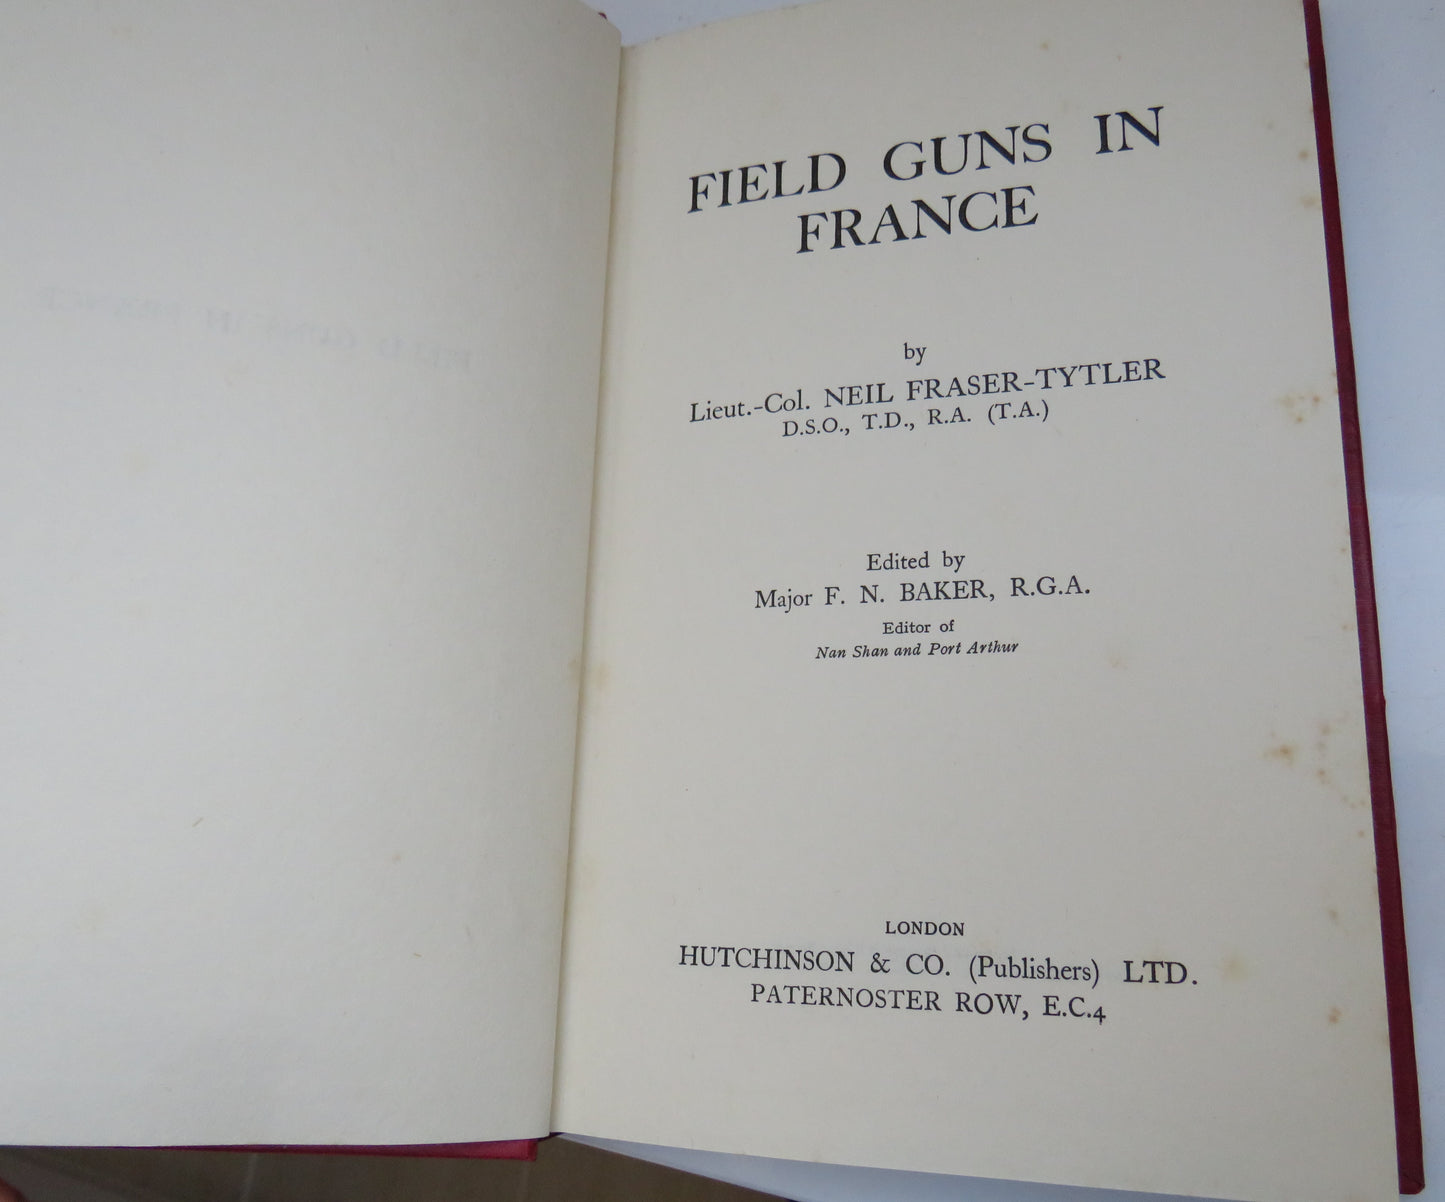 FIELD GUNS IN
FRANCE
by
Lieut.-Col. NEIL FRASER-TYTLER
D.S.O., T.D., R.A. (T.A.)
Edited by
Major F. N. BAKER, R.G.A.
Editor of
Nan Shan and Port Arthur
LONDON
HUTCHINSON & CO. (Publishers) LTD.
PATERNOSTER ROW, E.C.4